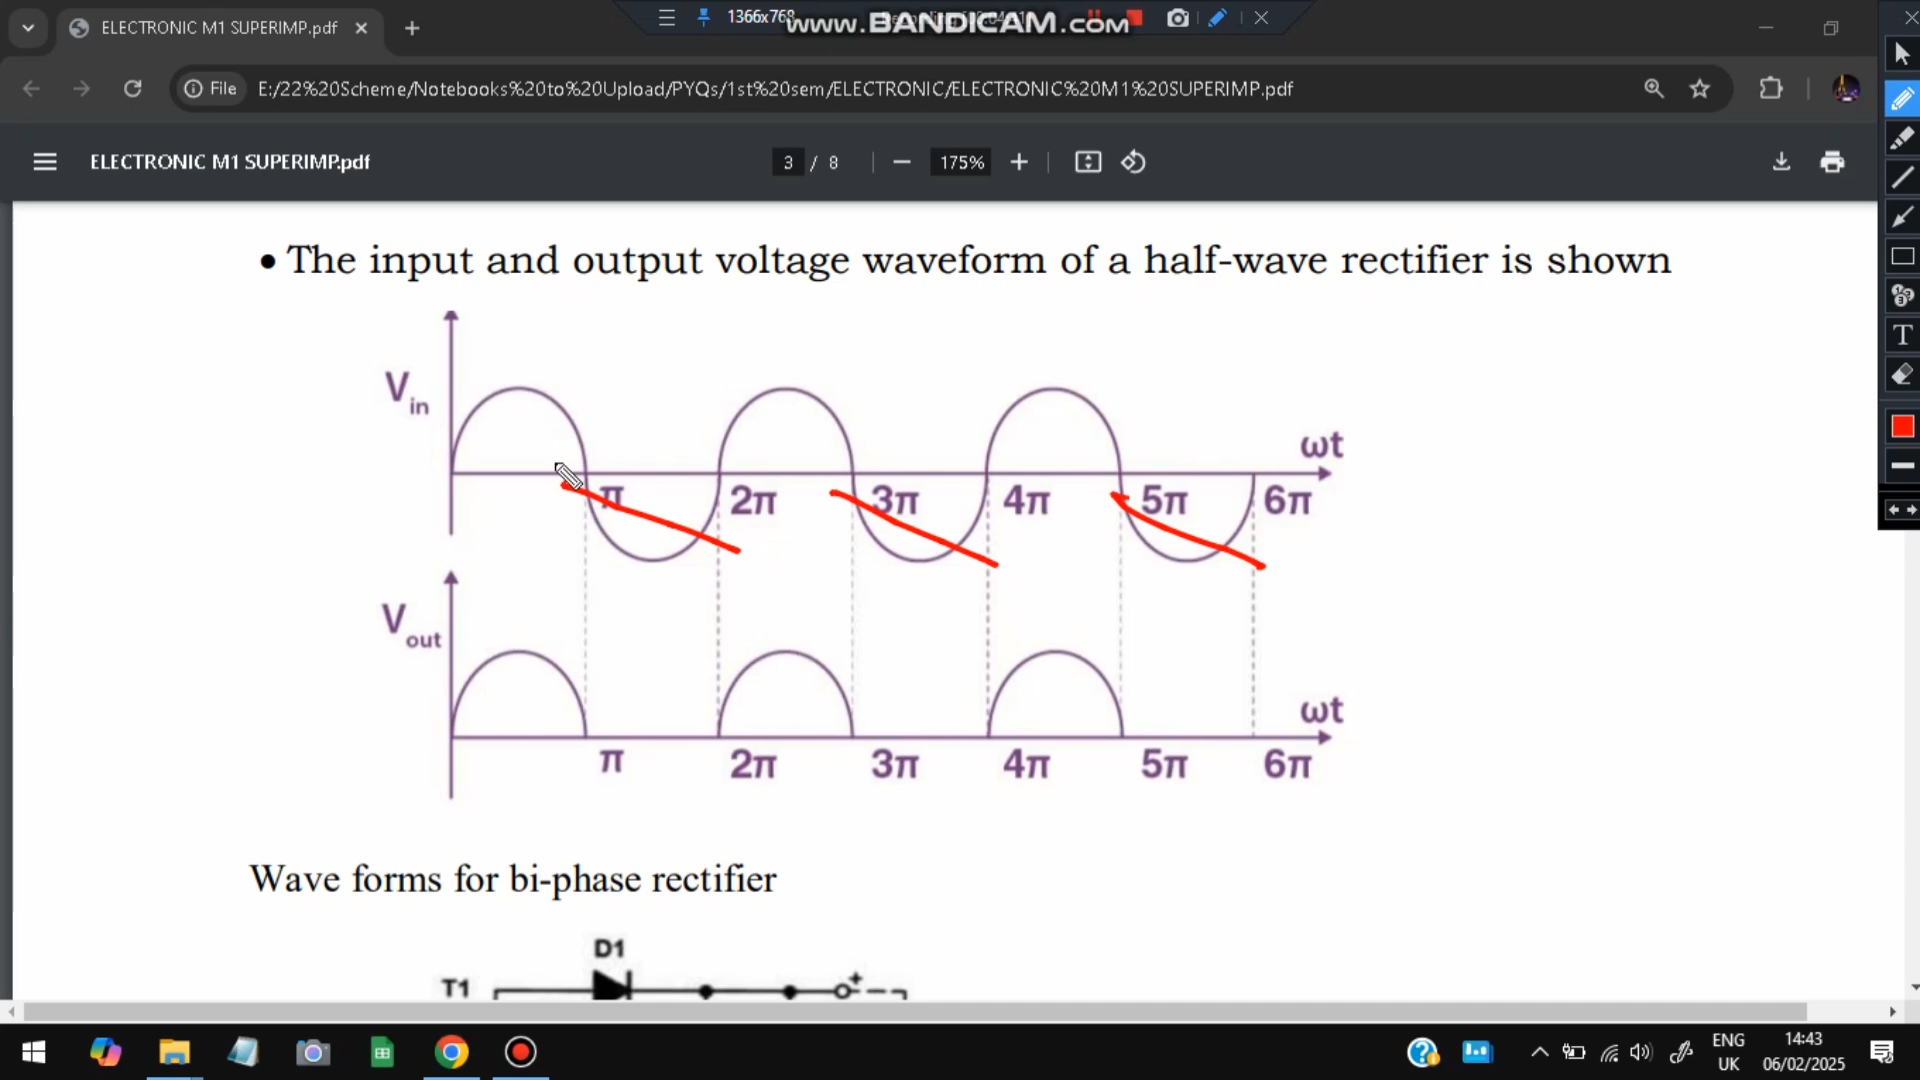 ELECTRONIC M1 SUPERIMP.pdf
1366x768
www.BANDICAM.com
File
E:/22%20Scheme/Notebooks%20to%20Upload/PYQs/1st%20sem/ELECTRONIC/ELECTRONIC%20M1%20SUPERIMP.pdf
ELECTRONIC M1 SUPERIMP.pdf
3 / 8
175%
• The input and output voltage waveform of a half-wave rectifier is shown
Vin
ωt
π 2π 3π 4π 5π 6π
Vout
ωt
π 2π 3π 4π 5π 6π
Wave forms for bi-phase rectifier
D1
T1
+
T
ENG
UK
14:43
06/02/2025